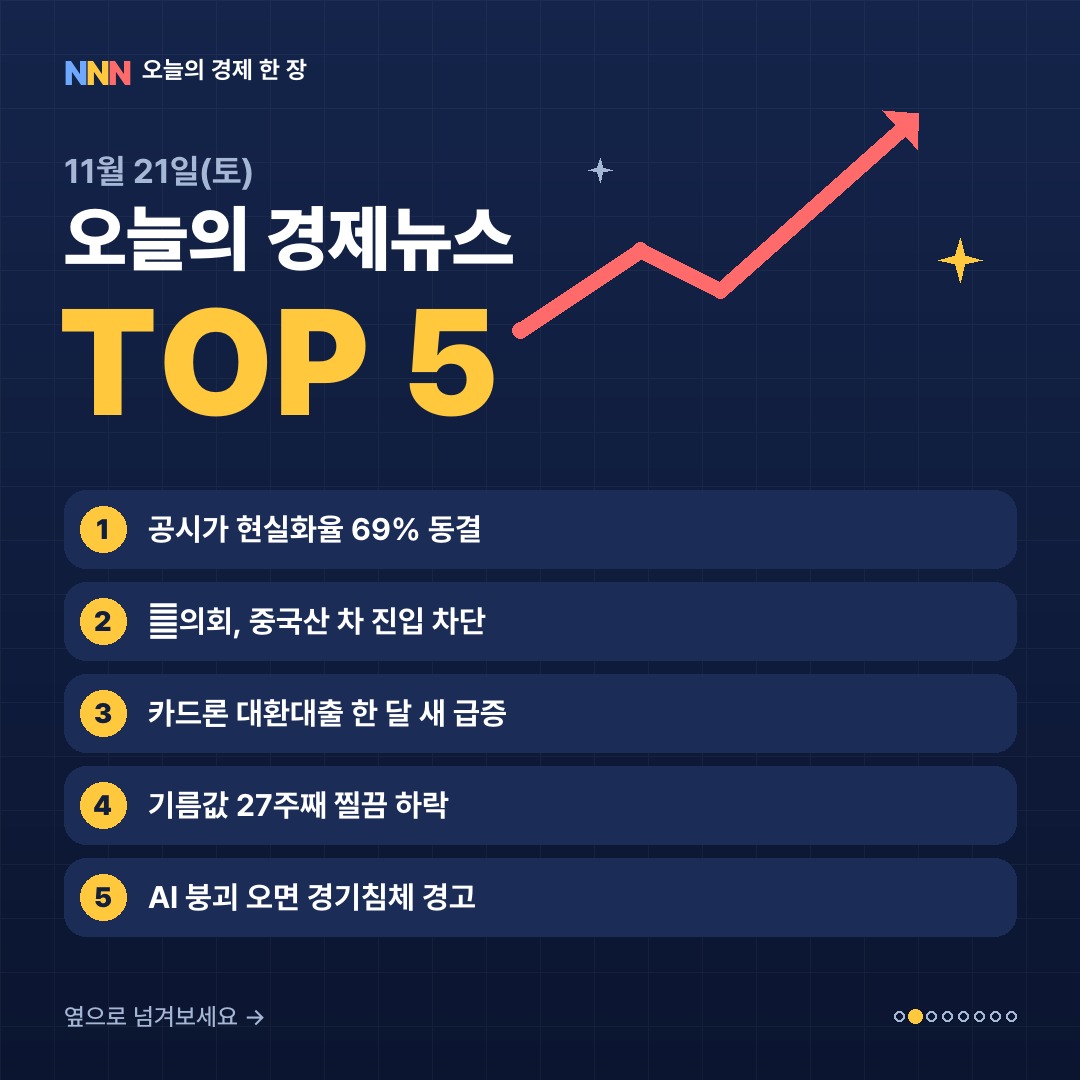 NNN 오늘의 경제 한 장
11월 21일(토)
오늘의 경제뉴스
TOP 5
1 공시가 현실화율 69% 동결
2 의회, 중국산 차 진입 차단
3 카드론 대환대출 한 달 새 급증
4 기름값 27주째 찔끔 하락
5 AI 붕괴 오면 경기침체 경고
옆으로 넘겨보세요 →